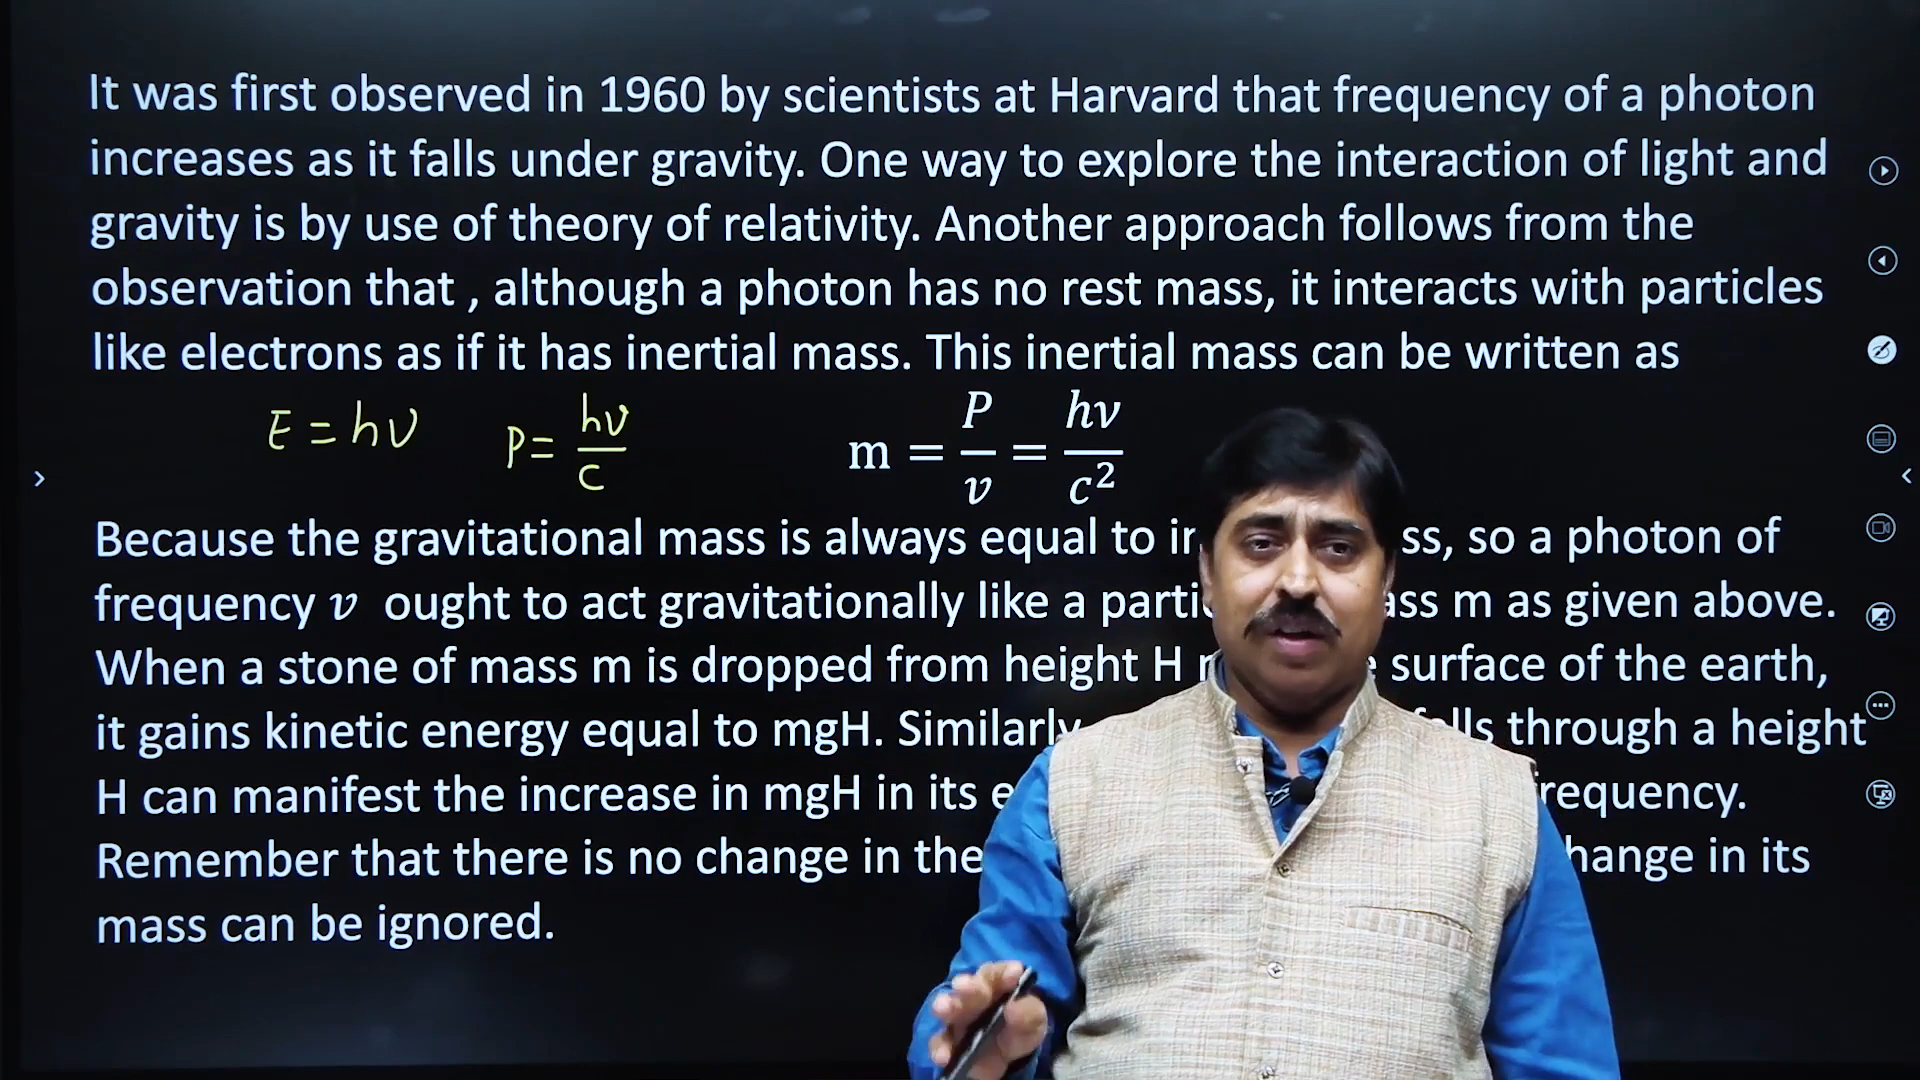 It was first observed in 1960 by scientists at Harvard that frequency of a photon
increases as it falls under gravity. One way to explore the interaction of light and
gravity is by use of theory of relativity. Another approach follows from the
observation that , although a photon has no rest mass, it interacts with particles
like electrons as if it has inertial mass. This inertial mass can be written as
E = hν P = hν/c m = P/v = hν/c²
Because the gravitational mass is always equal to so a photon of
frequency ν ought to act gravitationally like a m as given above.
When a stone of mass m is dropped from height H surface of the earth,
it gains kinetic energy equal to mgH. Similarly through a height
H can manifest the increase in mgH in its
Remember that there is no change in the in its
mass can be ignored.